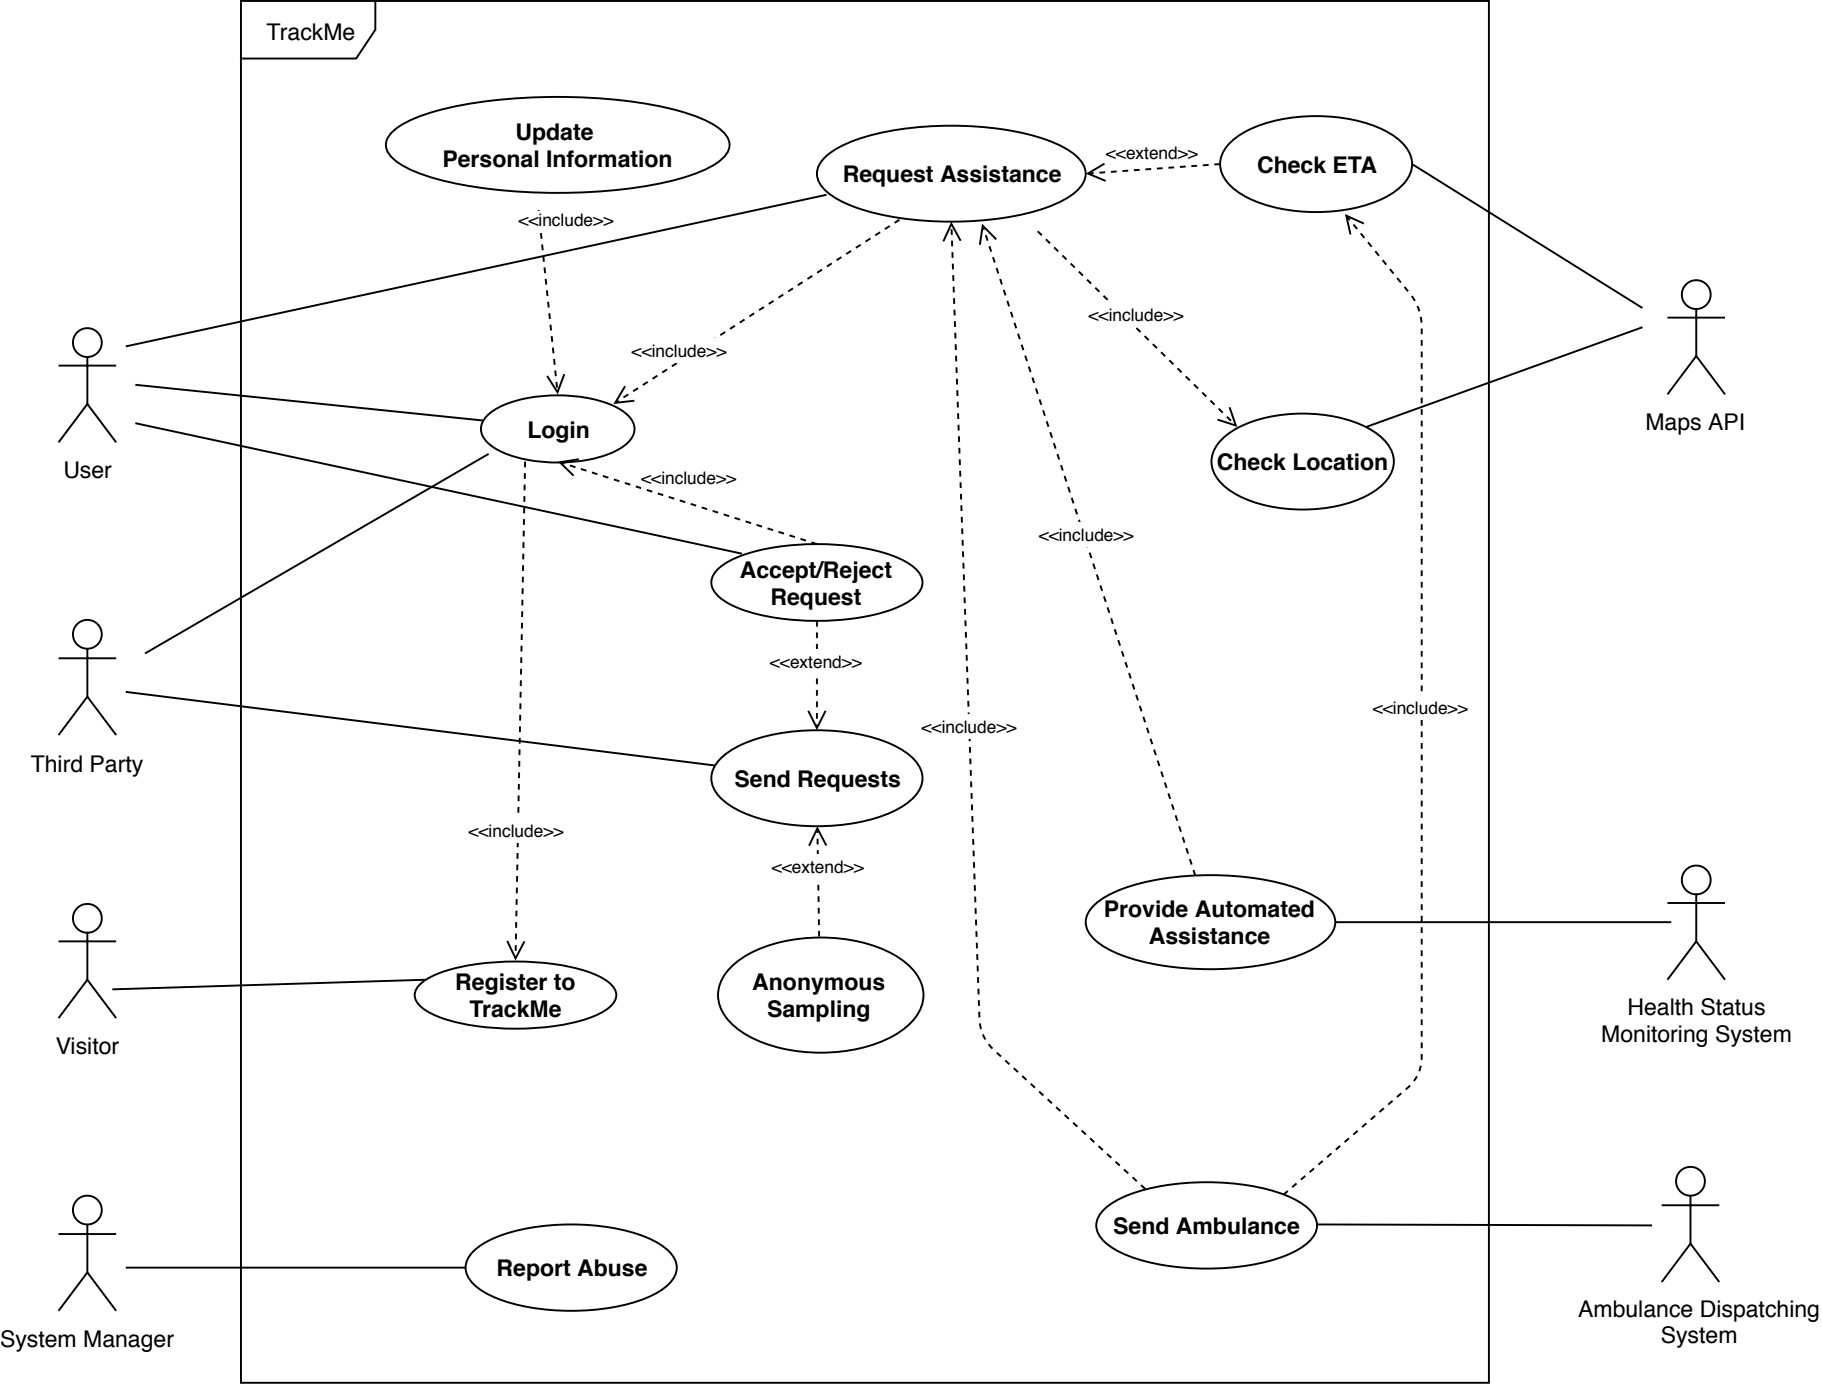 TrackMe
Update
Personal Information
Request Assistance
<<extend>>
Check ETA
<<include>>
<<include>>
<<include>>
Login
User
Maps API
Check Location
<<include>>
<<include>>
Accept/Reject
Request
<<extend>>
<<include>>
<<include>>
Third Party
Send Requests
<<include>>
<<extend>>
Provide Automated
Assistance
Register to
TrackMe
Anonymous
Sampling
Visitor
Health Status
Monitoring System
Send Ambulance
Report Abuse
System Manager
Ambulance Dispatching
System